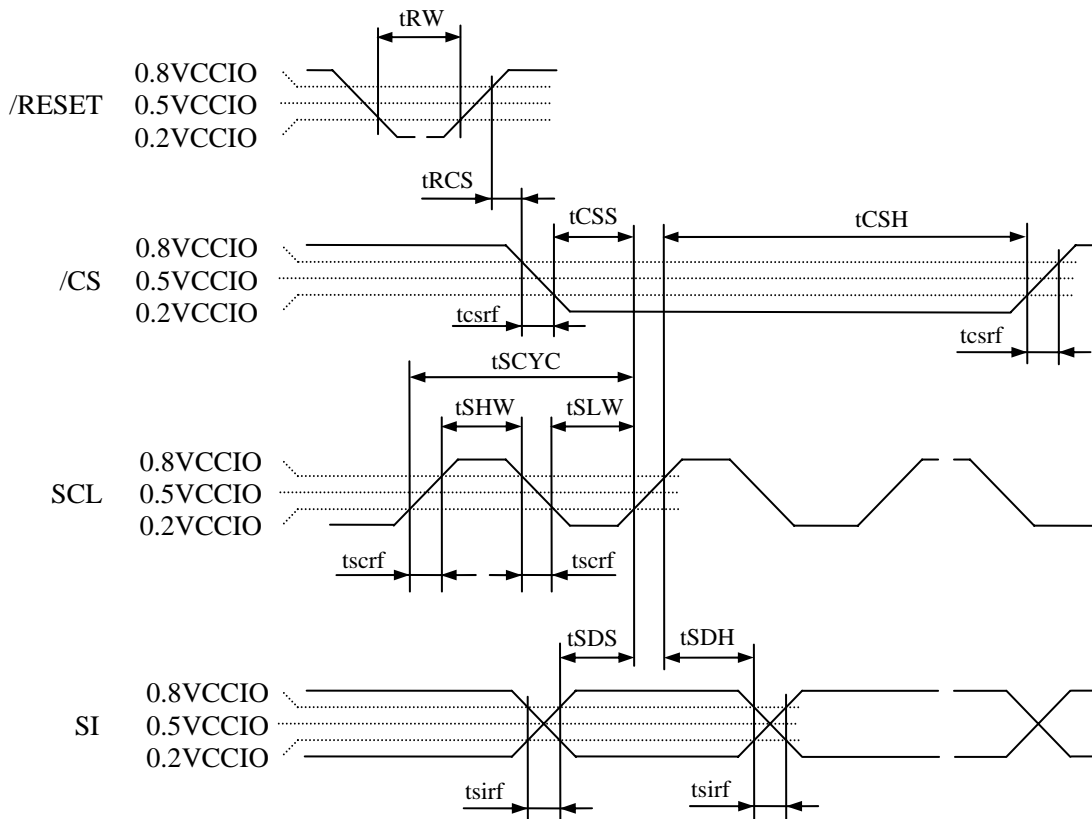 tRW
0.8VCCIO
/RESET
0.5VCCIO
0.2VCCIO
tRCS
tCSS
tCSH
0.8VCCIO
/CS
0.5VCCIO
0.2VCCIO
tcsrf
tcsrf
tSCYC
tSHW
tSLW
0.8VCCIO
SCL
0.5VCCIO
0.2VCCIO
tscrf
tscrf
tSDS
tSDH
0.8VCCIO
SI
0.5VCCIO
0.2VCCIO
tsirf
tsirf